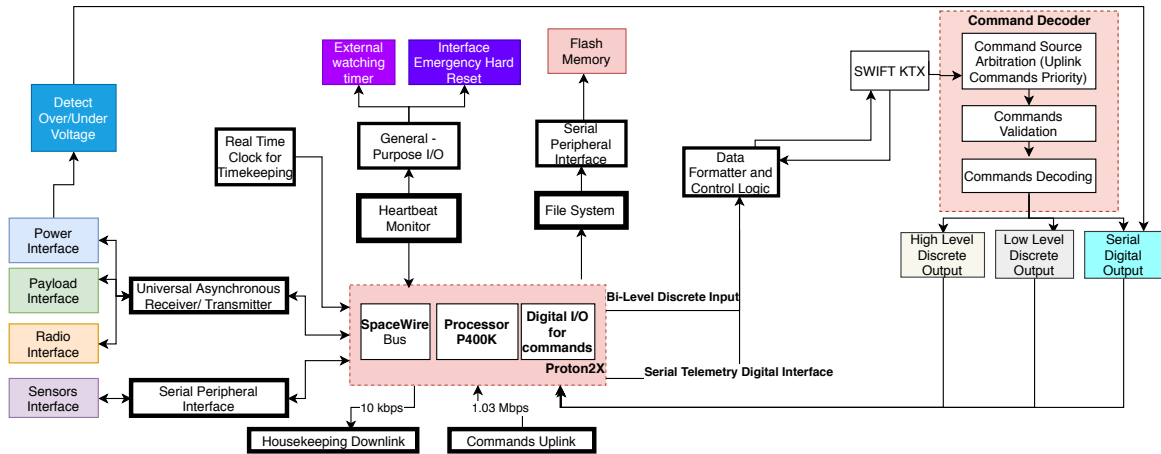 Command Decoder
External
watching
timer
Interface
Emergency Hard
Reset
Flash
Memory
Command Source
Arbitration (Uplink
Commands Priority)
SWIFT KTX
Detect
Over/Under
Voltage
Real Time
Clock for
Timekeeping
General -
Purpose I/O
Serial
Peripheral
Interface
Commands
Validation
Data
Formatter and
Control Logic
Commands Decoding
Heartbeat
Monitor
File System
Power
Interface
High Level
Discrete
Output
Low Level
Discrete
Output
Serial
Digital
Output
Payload
Interface
Universal Asynchronous
Receiver/ Transmitter
Bi-Level Discrete Input
SpaceWire
Bus
Processor
P400K
Digital I/O
for
commands
Radio
Interface
Proton2X
Serial Telemetry Digital Interface
Sensors
Interface
Serial Peripheral
Interface
10 kbps
1.03 Mbps
Housekeeping Downlink
Commands Uplink